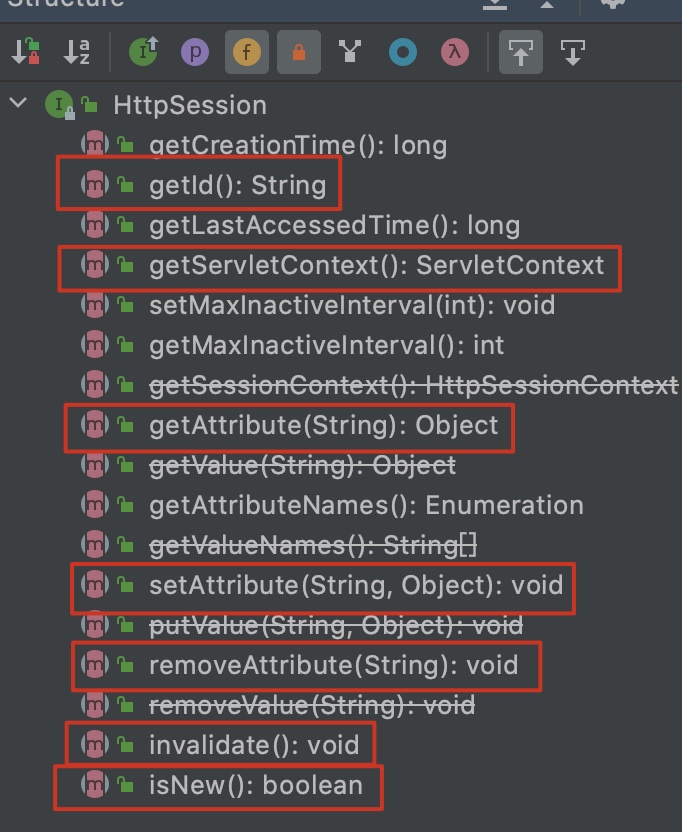 Structure
HttpSession
getCreationTime(): long
getId(): String
getLastAccessedTime(): long
getServletContext(): ServletContext
setMaxInactiveInterval(int): void
getMaxInactiveInterval(): int
getSessionContext(): HttpSessionContext
getAttribute(String): Object
getValue(String): Object
getAttributeNames(): Enumeration
getValueNames(): String[]
setAttribute(String, Object): void
putValue(String, Object): void
removeAttribute(String): void
removeValue(String): void
invalidate(): void
isNew(): boolean